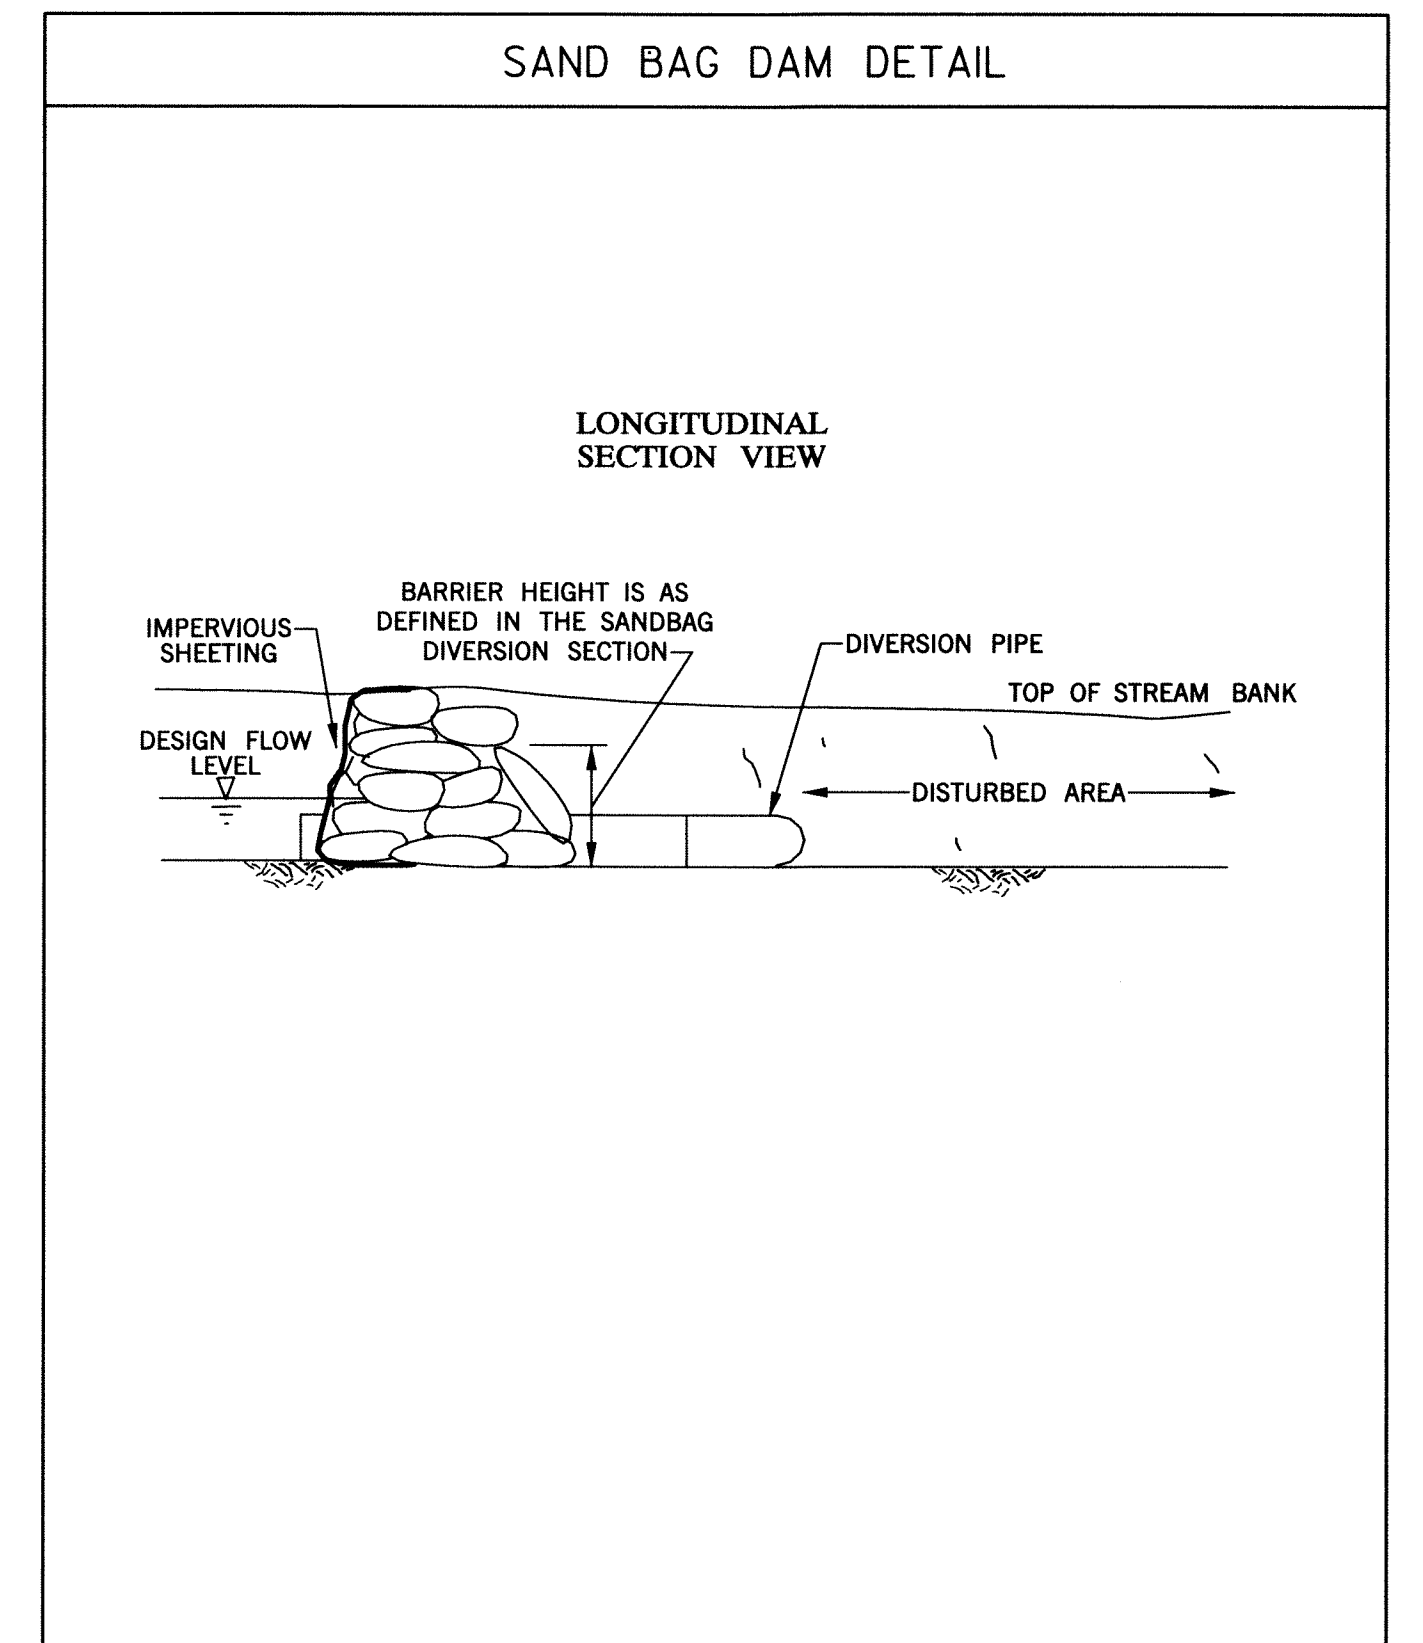 SAND BAG DAM DETAIL
LONGITUDINAL
SECTION VIEW
BARRIER HEIGHT IS AS
DEFINED IN THE SANDBAG
DIVERSION SECTION
IMPERVIOUS
SHEETING
DIVERSION PIPE
TOP OF STREAM BANK
DESIGN FLOW
LEVEL
DISTURBED AREA